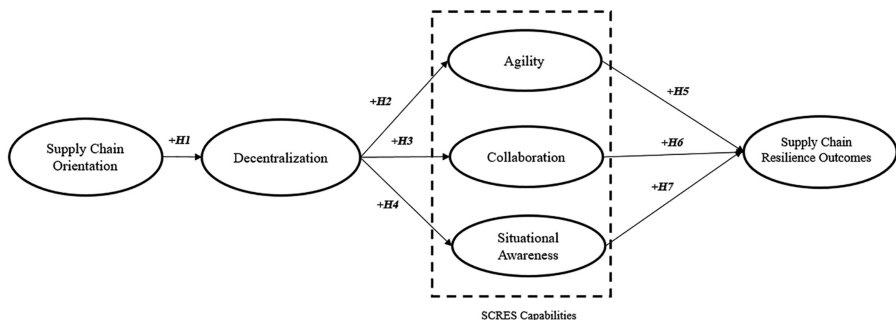 Supply Chain
Orientation
+H1
Decentralization
+H2
+H3
+H4
Agility
Collaboration
Situational
Awareness
SCRES Capabilities
+H5
+H6
+H7
Supply Chain
Resilience Outcomes